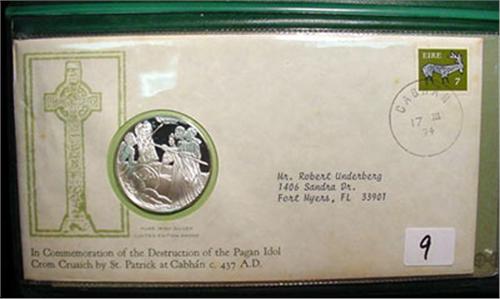 EIRE
7
CABHÁN
17 III
74
Mr. Robert Underberg
1406 Sandra Dr.
Fort Myers, FL 33901
PURE IRISH SILVER
LIMITED EDITION PROOF
In Commemoration of the Destruction of the Pagan Idol
Crom Cruaich by St. Patrick at Cabhán c. 437 A.D.
9